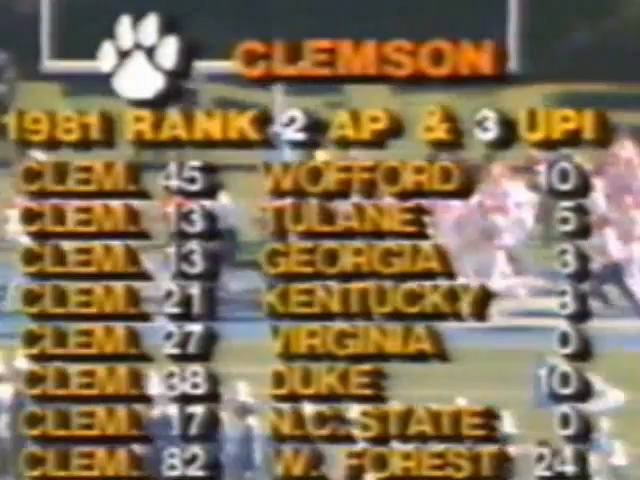 CLEMSON
1981 RANK 2 AP & 3 UPI
CLEM. 45 WOFFORD 10
CLEM. 13 TULANE 5
CLEM. 13 GEORGIA 3
CLEM. 21 KENTUCKY 3
CLEM. 27 VIRGINIA 0
CLEM. 38 DUKE 10
CLEM. 17 N.C. STATE 0
CLEM. 82 W. FOREST 24